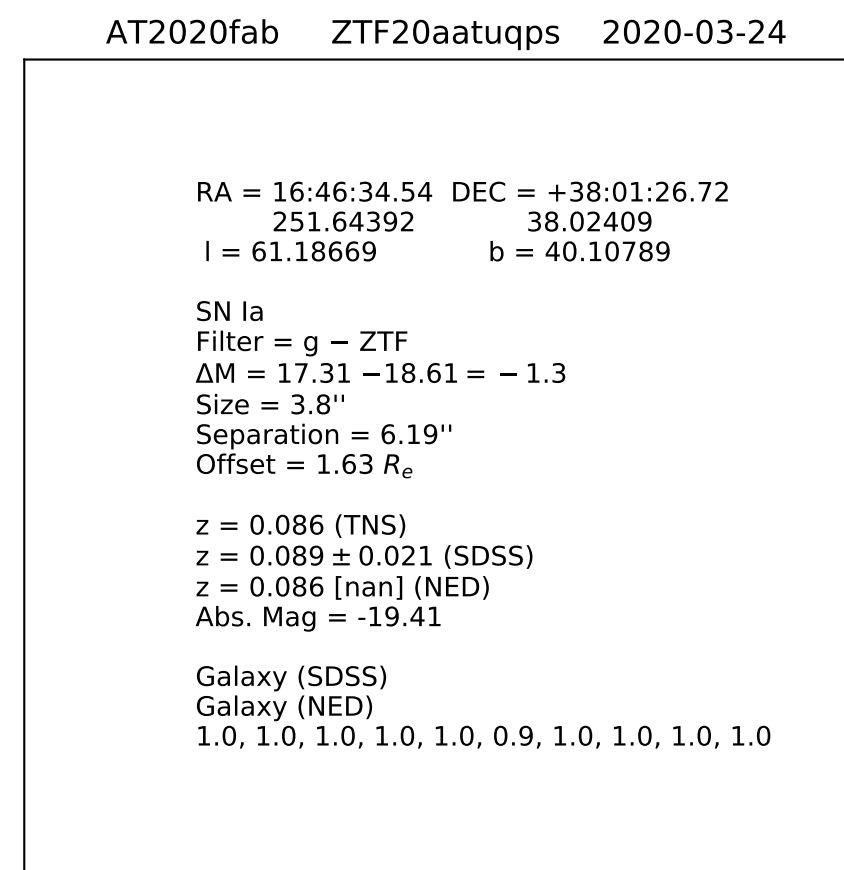 AT2020fab ZTF20aatuqps 2020-03-24
RA = 16:46:34.54 DEC = +38:01:26.72
251.64392 38.02409
l = 61.18669 b = 40.10789
SN Ia
Filter = g − ZTF
ΔM = 17.31 −18.61 = − 1.3
Size = 3.8''
Separation = 6.19''
Offset = 1.63 Rₑ
z = 0.086 (TNS)
z = 0.089 ± 0.021 (SDSS)
z = 0.086 [nan] (NED)
Abs. Mag = -19.41
Galaxy (SDSS)
Galaxy (NED)
1.0, 1.0, 1.0, 1.0, 1.0, 0.9, 1.0, 1.0, 1.0, 1.0